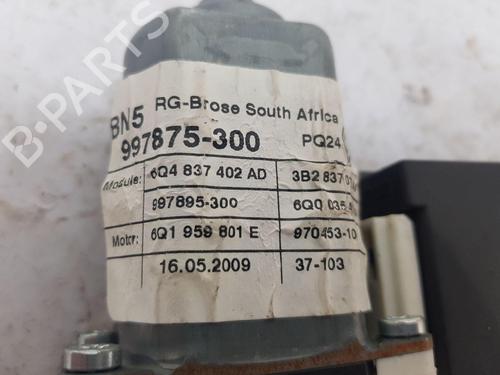 BN5 RG-Brose South Africa
997875-300 PQ24
Module: 6Q4 837 402 AD 3B2 837
997895-300 6Q0 035
Motor: 6Q1 959 801 E 970453-10
16.05.2009 37-103